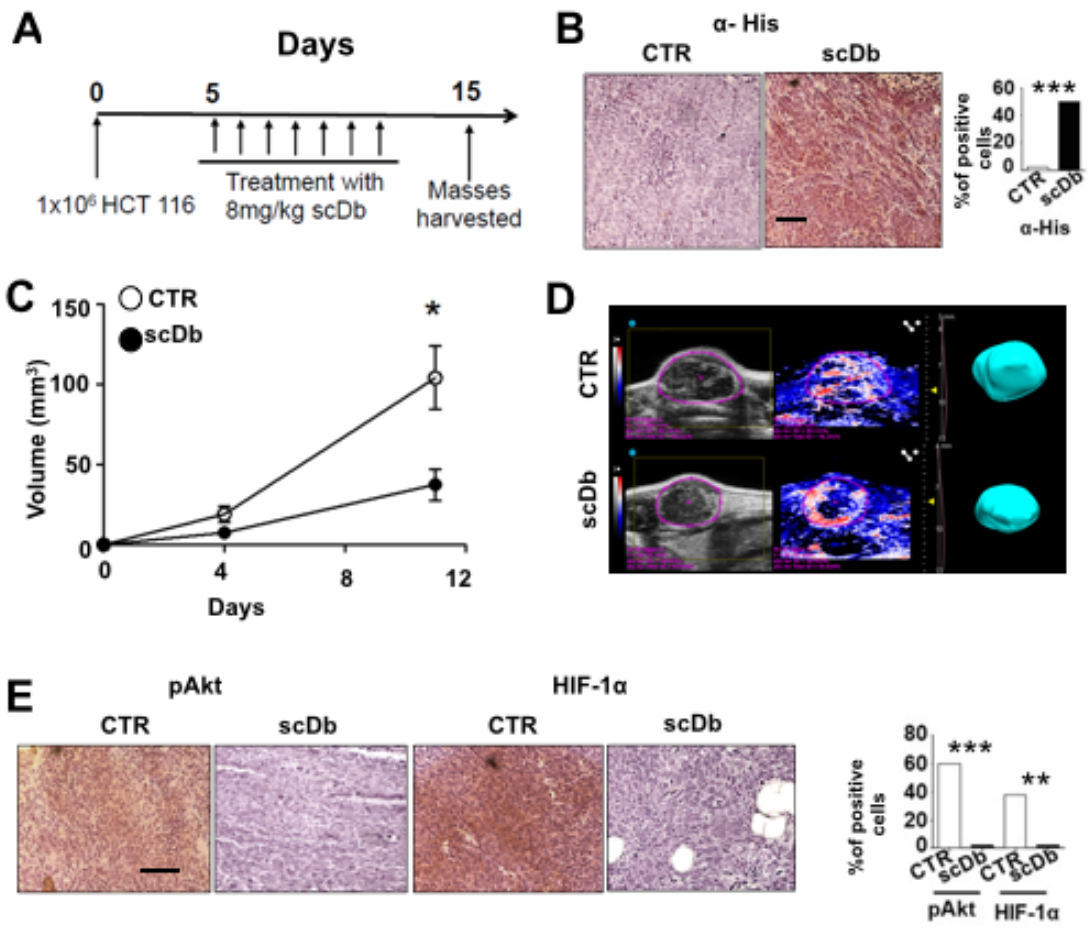 A
Days
0
5
15
1x10⁶ HCT 116
Treatment with
8mg/kg scDb
Masses
harvested
B
α- His
CTR
scDb
%of positive
cells
60
40
20
0
***
CTR
scDb
α-His
C
CTR
scDb
Volume (mm³)
150
100
50
0
*
0
4
8
12
Days
D
CTR
scDb
E
pAkt
HIF-1α
CTR
scDb
CTR
scDb
%of positive
cells
80
60
40
20
0
***
**
CTR
scDb
CTR
scDb
pAkt
HIF-1α